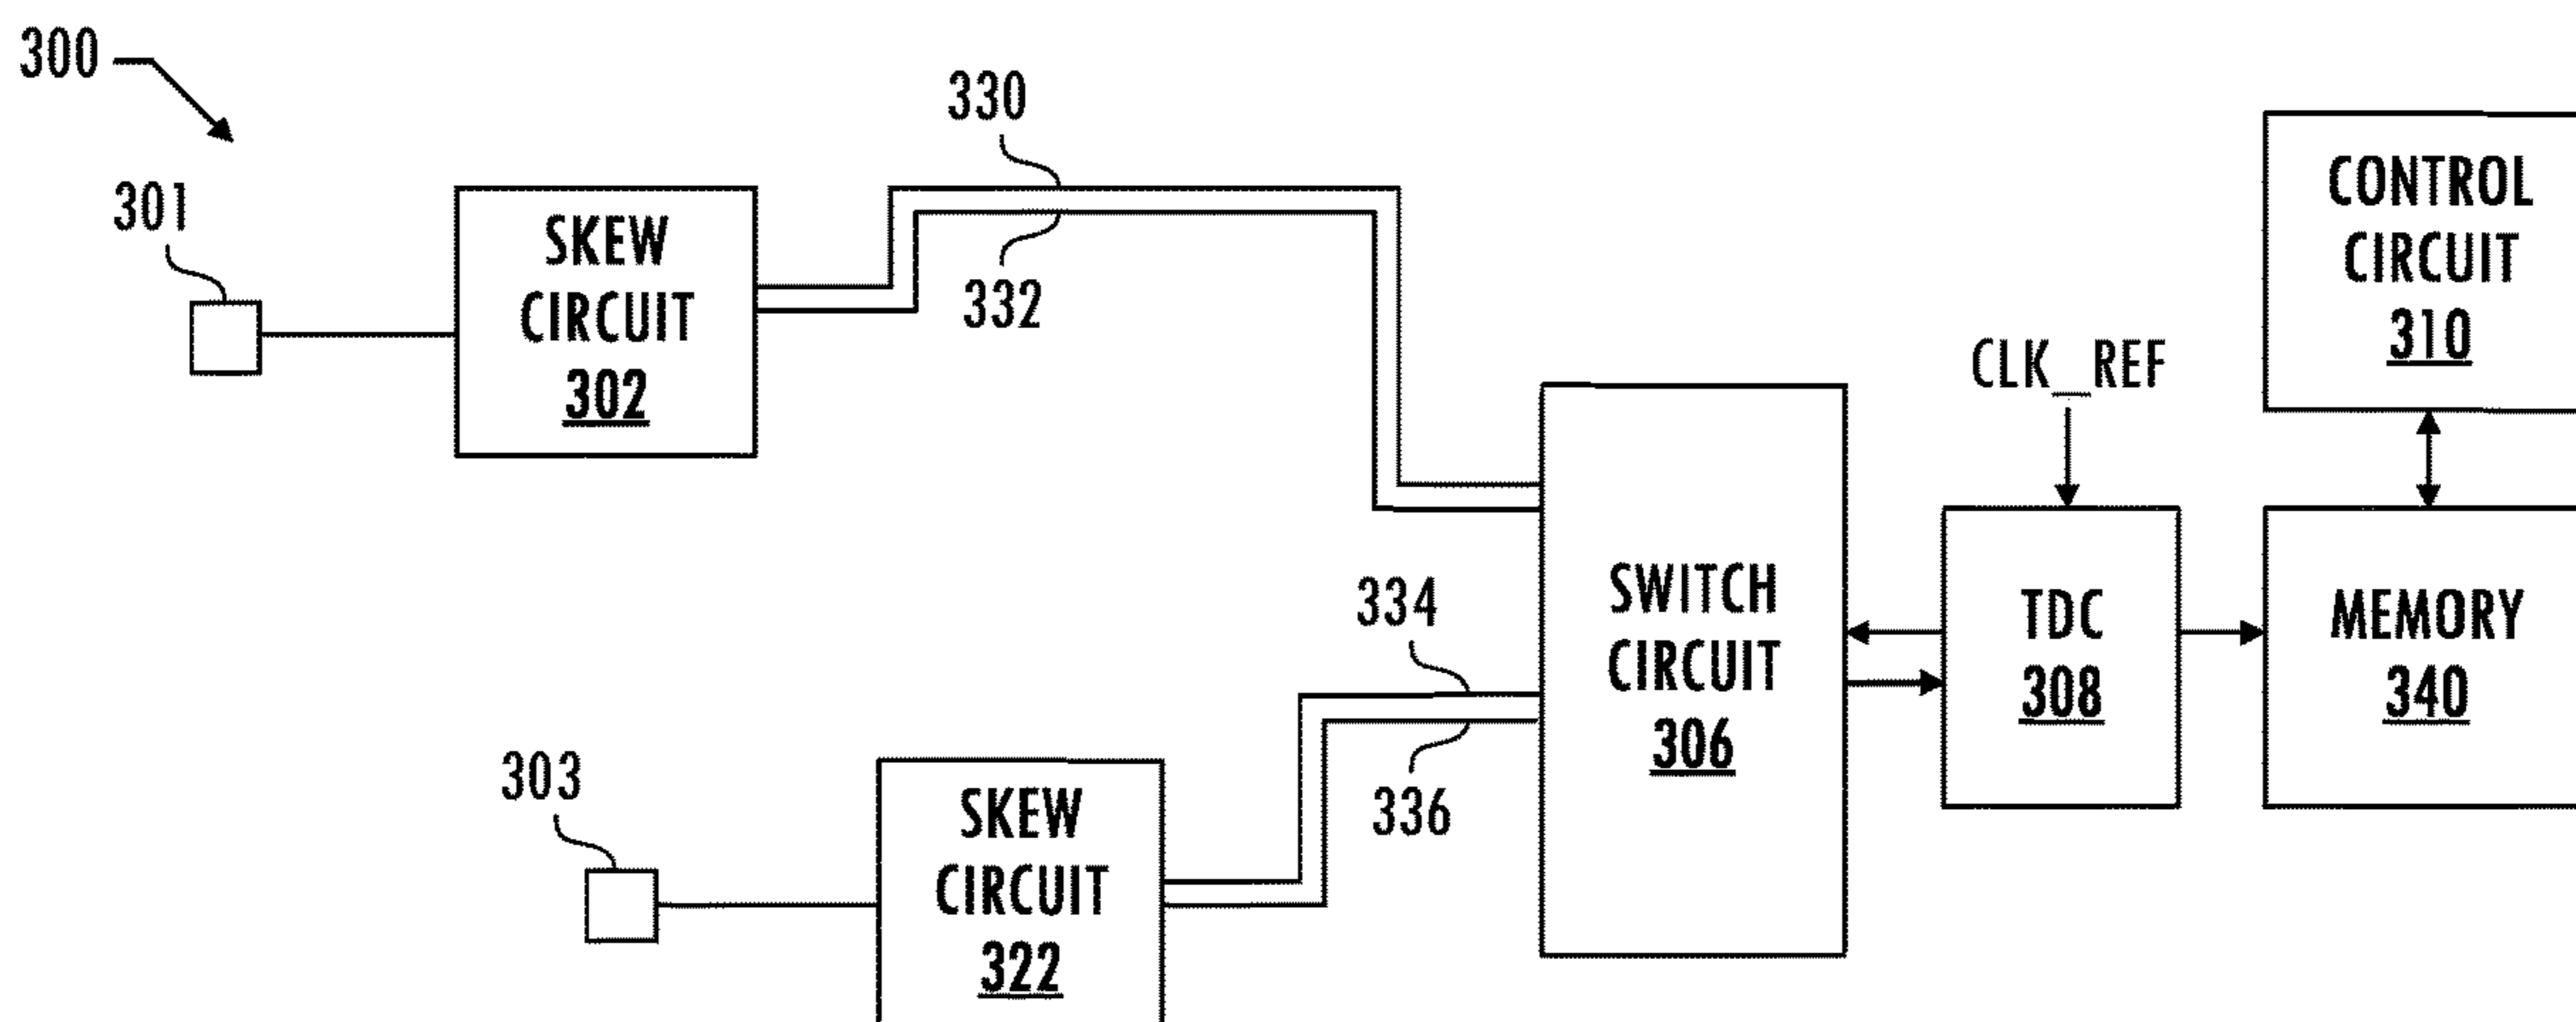 300
330
301
SKEW
CIRCUIT
302
332
CONTROL
CIRCUIT
310
CLK_REF
334
SWITCH
CIRCUIT
306
TDC
308
MEMORY
340
303
336
SKEW
CIRCUIT
322